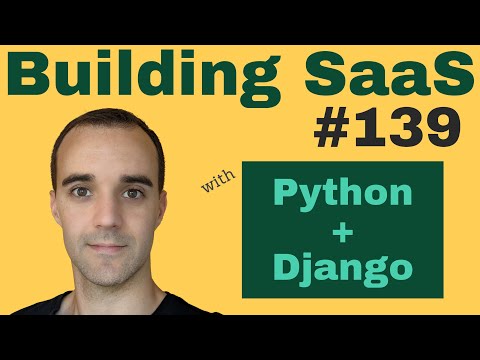 Building SaaS
#139
with
Python
+
Django